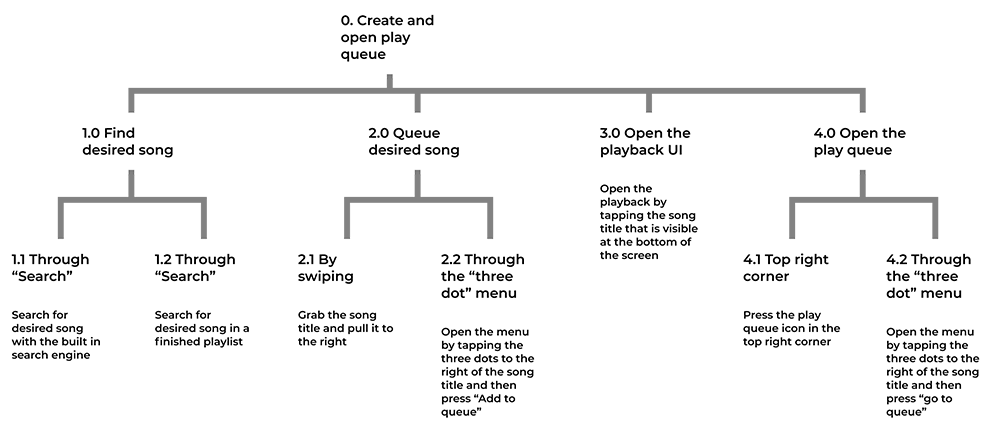 0. Create and
open play
queue
1.0 Find
desired song
2.0 Queue
desired song
3.0 Open the
playback UI
Open the
playback by
tapping the song
title that is visible
at the bottom of
the screen
4.0 Open the
play queue
1.1 Through
“Search”
Search for
desired song
with the built in
search engine
1.2 Through
“Search”
Search for
desired song in a
finished playlist
2.1 By
swiping
Grab the song
title and pull it to
the right
2.2 Through
the “three
dot” menu
Open the menu
by tapping the
three dots to the
right of the song
title and then
press “Add to
queue”
4.1 Top right
corner
Press the play
queue icon in the
top right corner
4.2 Through
the “three
dot” menu
Open the menu
by tapping the
three dots to the
right of the song
title and then
press “go to
queue”